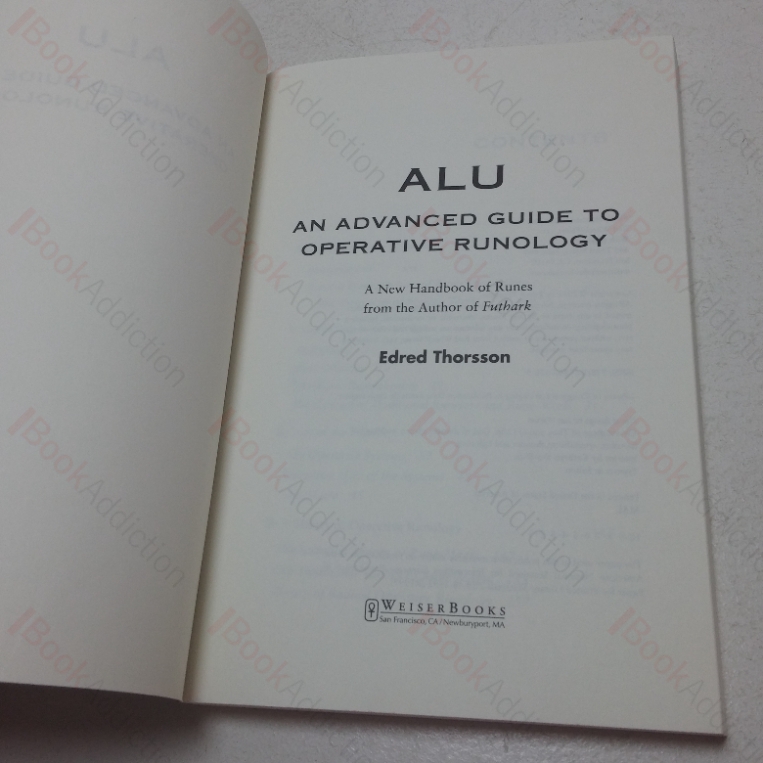 ALU
AN ADVANCED GUIDE TO
OPERATIVE RUNOLOGY
A New Handbook of Runes
from the Author of Futhark
Edred Thorsson
WEISERBOOKS
San Francisco, CA / Newburyport, MA
BookAddiction